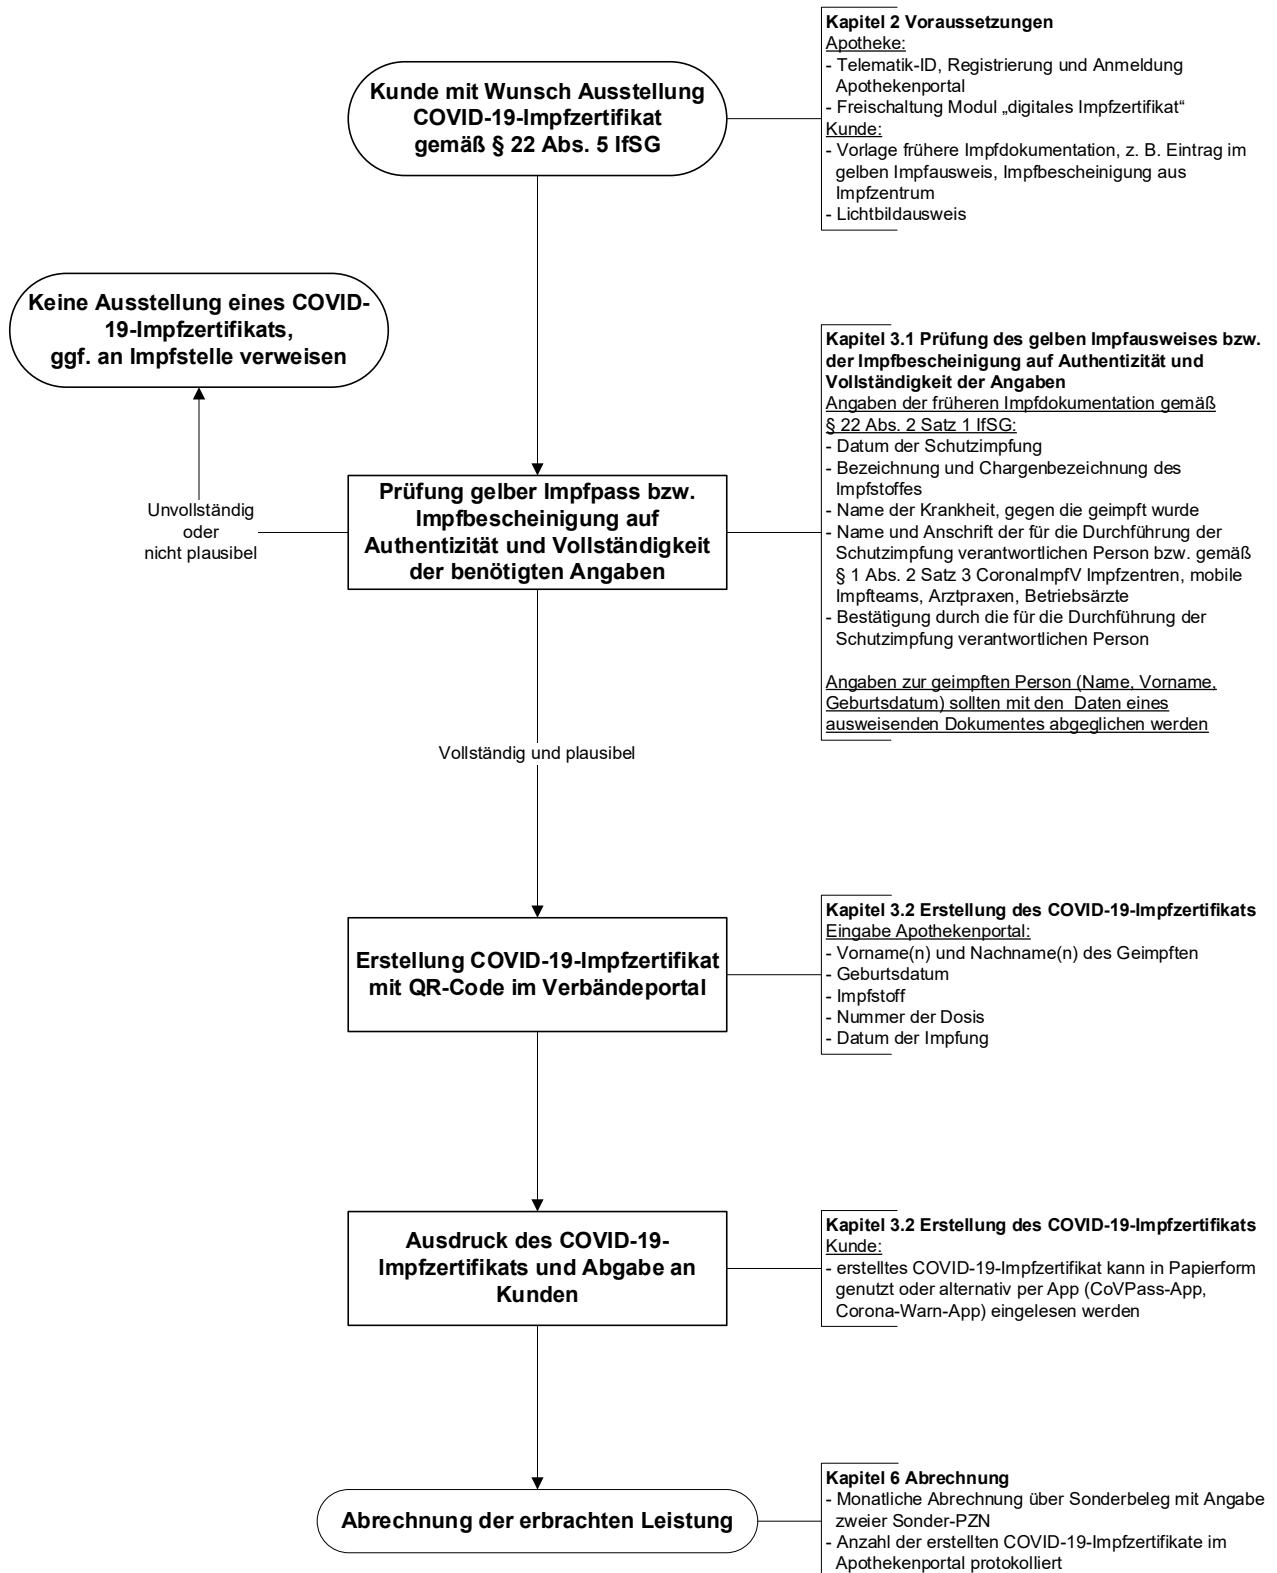 Kapitel 2 Voraussetzungen
Apotheke:
- Telematik-ID, Registrierung und Anmeldung
Apothekenportal
- Freischaltung Modul „digitales Impfzertifikat“
Kunde:
- Vorlage frühere Impfdokumentation, z. B. Eintrag im
gelben Impfausweis, Impfbescheinigung aus
Impfzentrum
- Lichtbildausweis
Kunde mit Wunsch Ausstellung
COVID-19-Impfzertifikat
gemäß § 22 Abs. 5 IfSG
Keine Ausstellung eines COVID-
19-Impfzertifikats,
ggf. an Impfstelle verweisen
Kapitel 3.1 Prüfung des gelben Impfausweises bzw.
der Impfbescheinigung auf Authentizität und
Vollständigkeit der Angaben
Angaben der früheren Impfdokumentation gemäß
§ 22 Abs. 2 Satz 1 IfSG:
- Datum der Schutzimpfung
- Bezeichnung und Chargenbezeichnung des
Impfstoffes
- Name der Krankheit, gegen die geimpft wurde
- Name und Anschrift der für die Durchführung der
Schutzimpfung verantwortlichen Person bzw. gemäß
§ 1 Abs. 2 Satz 3 CoronaImpfV Impfzentren, mobile
Impfteams, Arztpraxen, Betriebsärzte
- Bestätigung durch die für die Durchführung der
Schutzimpfung verantwortlichen Person
Angaben zur geimpften Person (Name, Vorname,
Geburtsdatum) sollten mit den Daten eines
ausweisenden Dokumentes abgeglichen werden
Prüfung gelber Impfpass bzw.
Impfbescheinigung auf
Authentizität und Vollständigkeit
der benötigten Angaben
Unvollständig
oder
nicht plausibel
Vollständig und plausibel
Erstellung COVID-19-Impfzertifikat
mit QR-Code im Verbändeportal
Kapitel 3.2 Erstellung des COVID-19-Impfzertifikats
Eingabe Apothekenportal:
- Vorname(n) und Nachname(n) des Geimpften
- Geburtsdatum
- Impfstoff
- Nummer der Dosis
- Datum der Impfung
Ausdruck des COVID-19-
Impfzertifikats und Abgabe an
Kunden
Kapitel 3.2 Erstellung des COVID-19-Impfzertifikats
Kunde:
- erstelltes COVID-19-Impfzertifikat kann in Papierform
genutzt oder alternativ per App (CoVPass-App,
Corona-Warn-App) eingelesen werden
Abrechnung der erbrachten Leistung
Kapitel 6 Abrechnung
- Monatliche Abrechnung über Sonderbeleg mit Angabe
zweier Sonder-PZN
- Anzahl der erstellten COVID-19-Impfzertifikate im
Apothekenportal protokolliert